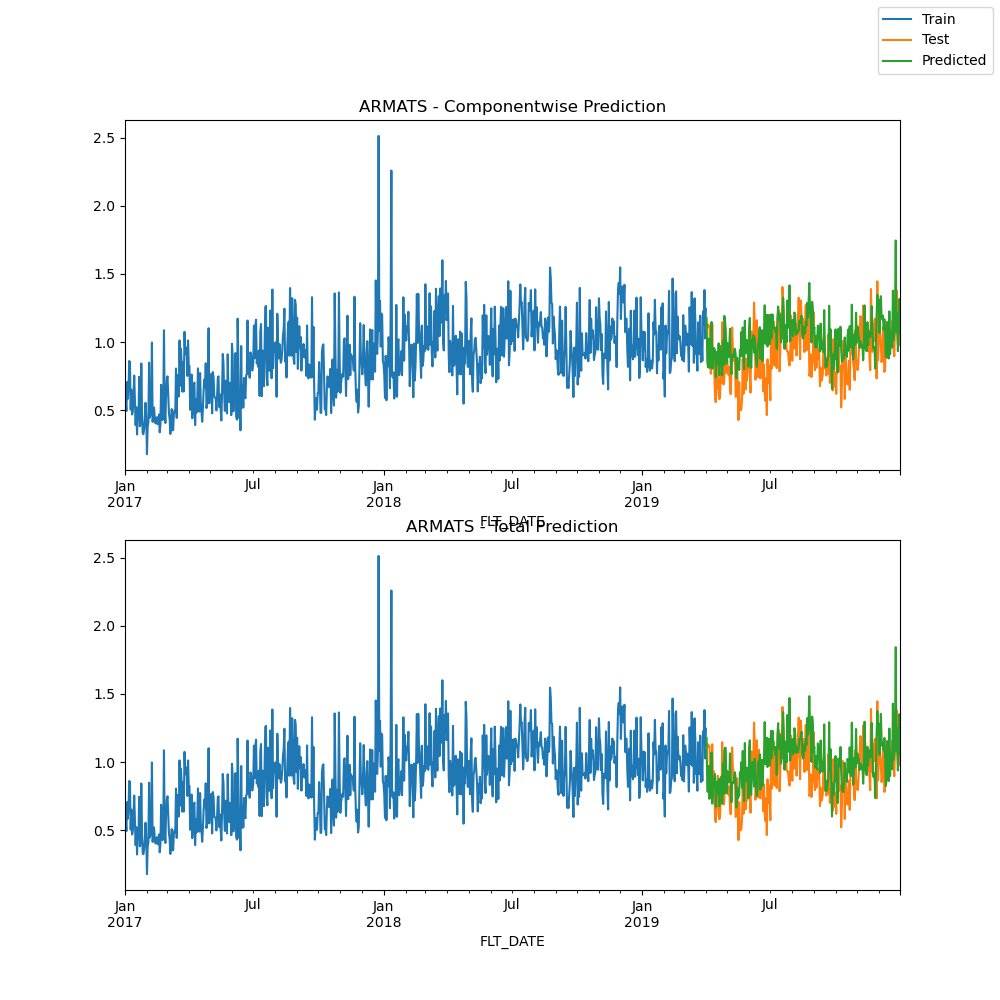 Train
Test
Predicted
ARMATS - Componentwise Prediction
2.5
2.0
1.5
1.0
0.5
Jan Jul Jan Jul Jan Jul
2017 2018 2019
FLT_DATE
ARMATS - Total Prediction
2.5
2.0
1.5
1.0
0.5
Jan Jul Jan Jul Jan Jul
2017 2018 2019
FLT_DATE